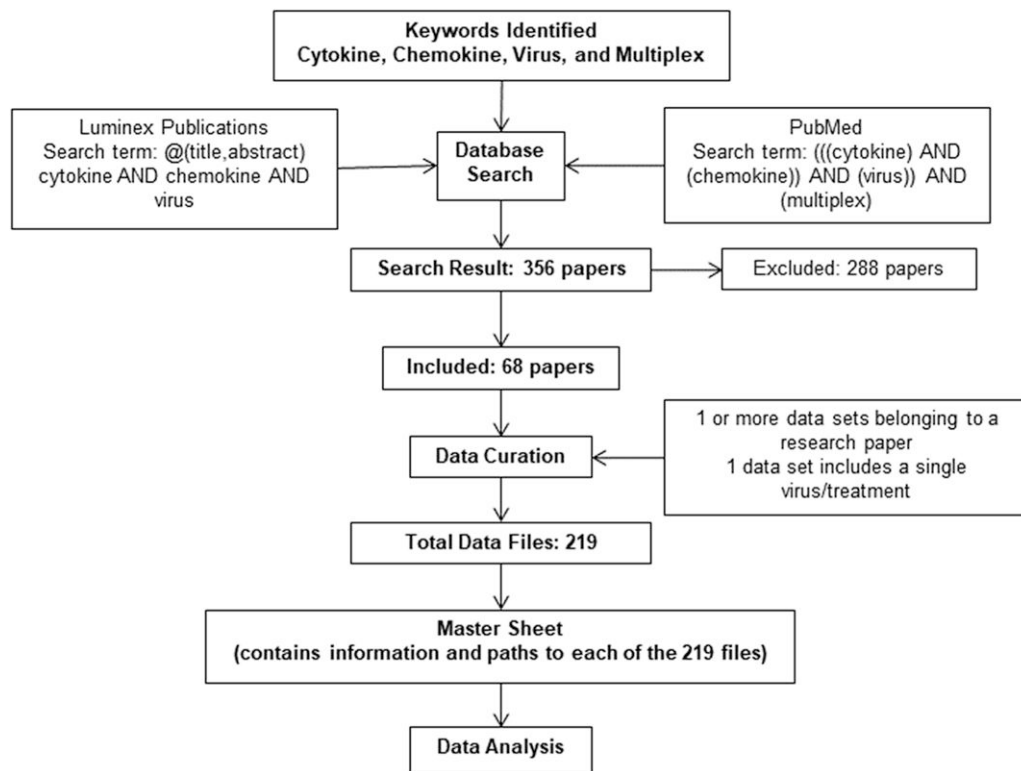 Keywords Identified
Cytokine, Chemokine, Virus, and Multiplex
Luminex Publications
Search term: @(title,abstract)
cytokine AND chemokine AND
virus
Database
Search
PubMed
Search term: (((cytokine) AND
(chemokine)) AND (virus)) AND
(multiplex)
Search Result: 356 papers
Excluded: 288 papers
Included: 68 papers
Data Curation
1 or more data sets belonging to a
research paper
1 data set includes a single
virus/treatment
Total Data Files: 219
Master Sheet
(contains information and paths to each of the 219 files)
Data Analysis